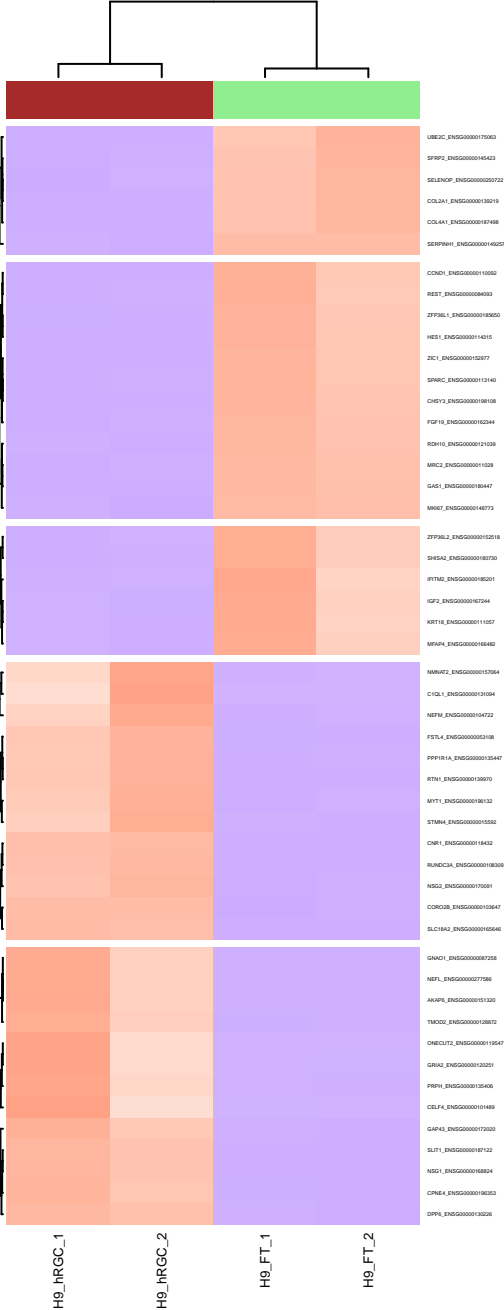 UBE2C_ENSG00000175063
SFRP2_ENSG00000145423
SELENOP_ENSG00000250722
COL2A1_ENSG00000139219
COL4A1_ENSG00000187498
SERPINH1_ENSG00000149257
CCND1_ENSG00000110092
REST_ENSG00000084093
ZFP36L1_ENSG00000185650
HES1_ENSG00000114315
ZIC1_ENSG00000152977
SPARC_ENSG00000113140
CHSY3_ENSG00000198108
FGF19_ENSG00000162344
RDH10_ENSG00000121039
MRC2_ENSG00000011028
GAS1_ENSG00000180447
MKI67_ENSG00000148773
ZFP36L2_ENSG00000152518
SHISA2_ENSG00000180730
IFITM2_ENSG00000185201
IGF2_ENSG00000167244
KRT18_ENSG00000111057
MFAP4_ENSG00000166482
NMNAT2_ENSG00000157064
C1QL1_ENSG00000131094
NEFM_ENSG00000104722
FSTL4_ENSG00000053108
PPP1R1A_ENSG00000135447
RTN1_ENSG00000139970
MYT1_ENSG00000196132
STMN4_ENSG00000015592
CNR1_ENSG00000118432
RUNDC3A_ENSG00000108309
NSG2_ENSG00000170091
CORO2B_ENSG00000103647
SLC18A2_ENSG00000165646
GNAO1_ENSG00000087258
NEFL_ENSG00000277586
AKAP6_ENSG00000151320
TMOD2_ENSG00000128872
ONECUT2_ENSG00000119547
GRIA2_ENSG00000120251
PRPH_ENSG00000135406
CELF4_ENSG00000101489
GAP43_ENSG00000172020
SLIT1_ENSG00000187122
NSG1_ENSG00000168824
CPNE4_ENSG00000196353
DPP6_ENSG00000130226
H9_hRGC_1
H9_hRGC_2
H9_FT_1
H9_FT_2